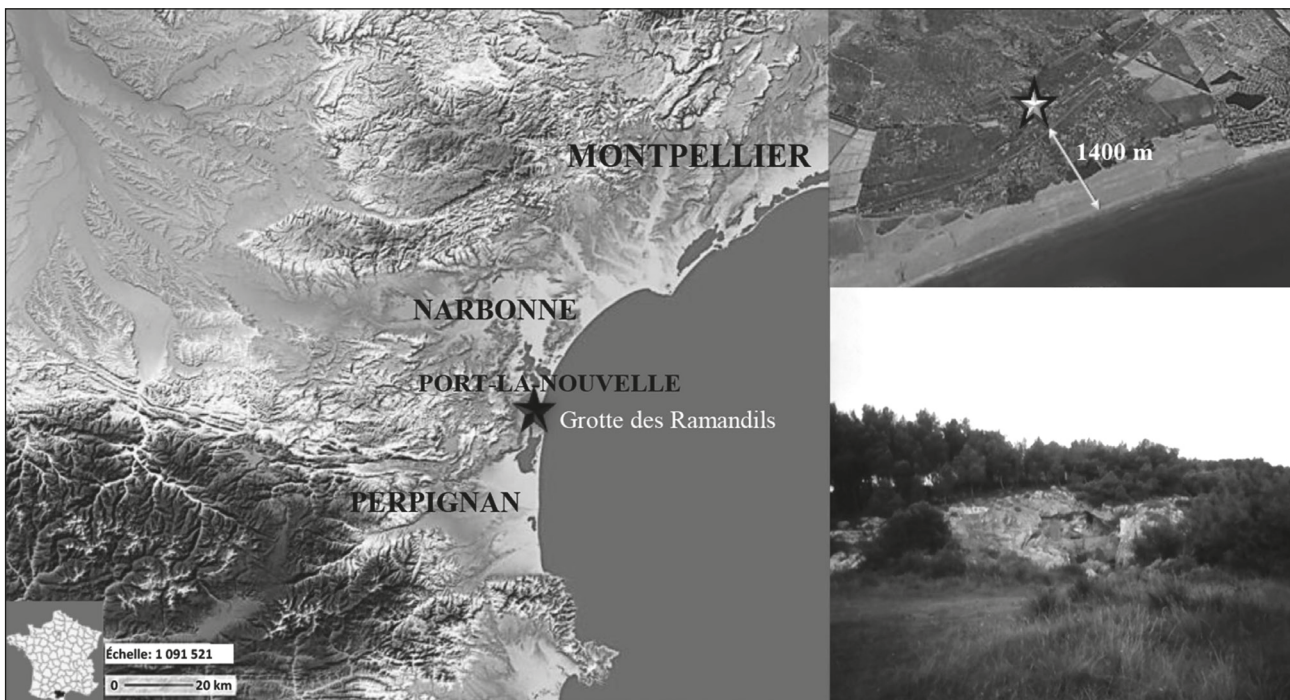 MONTPELLIER
NARBONNE
PORT-LA-NOUVELLE
Grotte des Ramandils
PERPIGNAN
Échelle: 1 091 521
0 20 km
1400 m